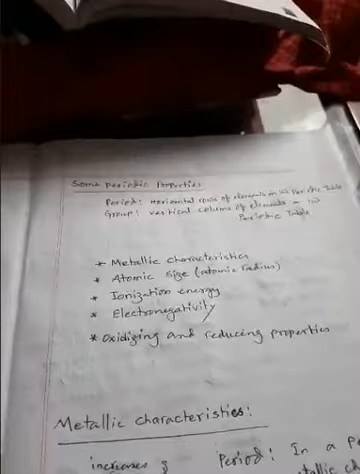 Some Periodic Properties
Period: Horizontal rows of elements in the Periodic Table
Group: vertical column of elements in the
Periodic Table
* Metallic characteristics
* Atomic Size (atomic radius)
* Ionization energy
* Electronegativity
* Oxidizing and reducing properties
Metallic characteristics:
increases
Period: In a